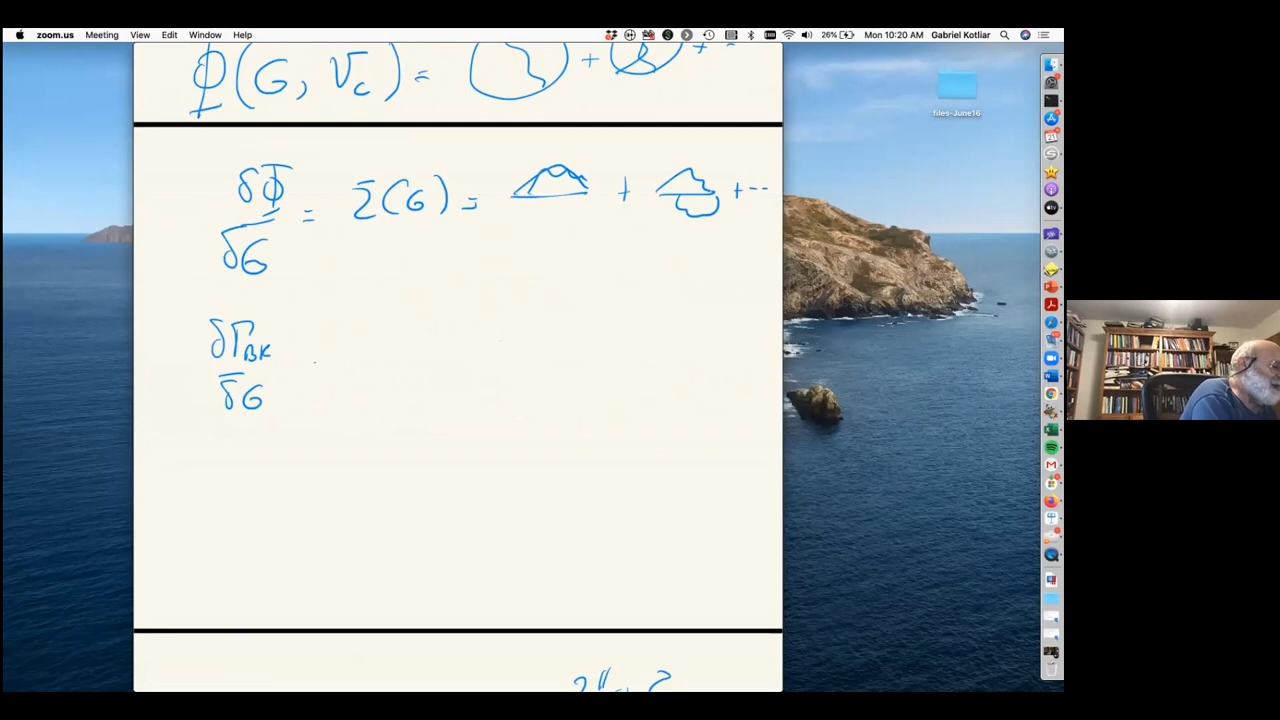 zoom.us Meeting View Edit Window Help 26% Mon 10:20 AM Gabriel Kotliar
files-June16
Φ(G, V_c) = + + --
δΦ/δG = Σ(G) = + + --
δΓ_BK
δG